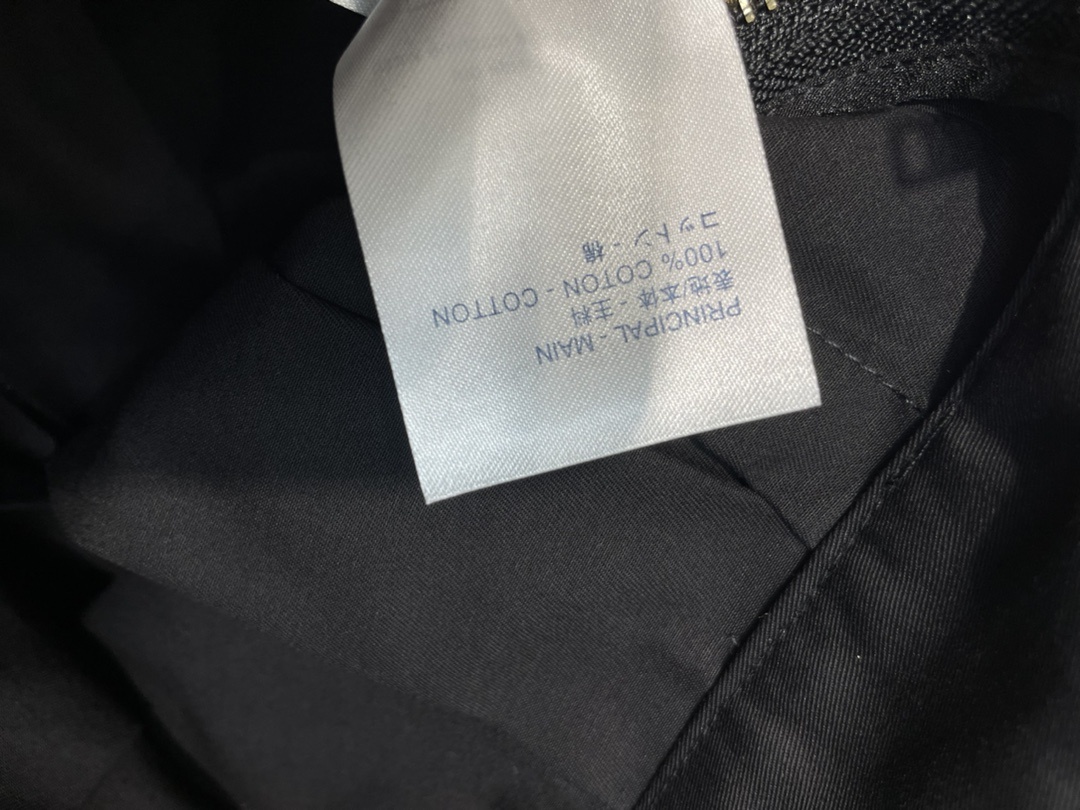 PRINCIPAL - MAIN
表地/本体 - 主料
100% COTON - COTTON
コットン - 棉